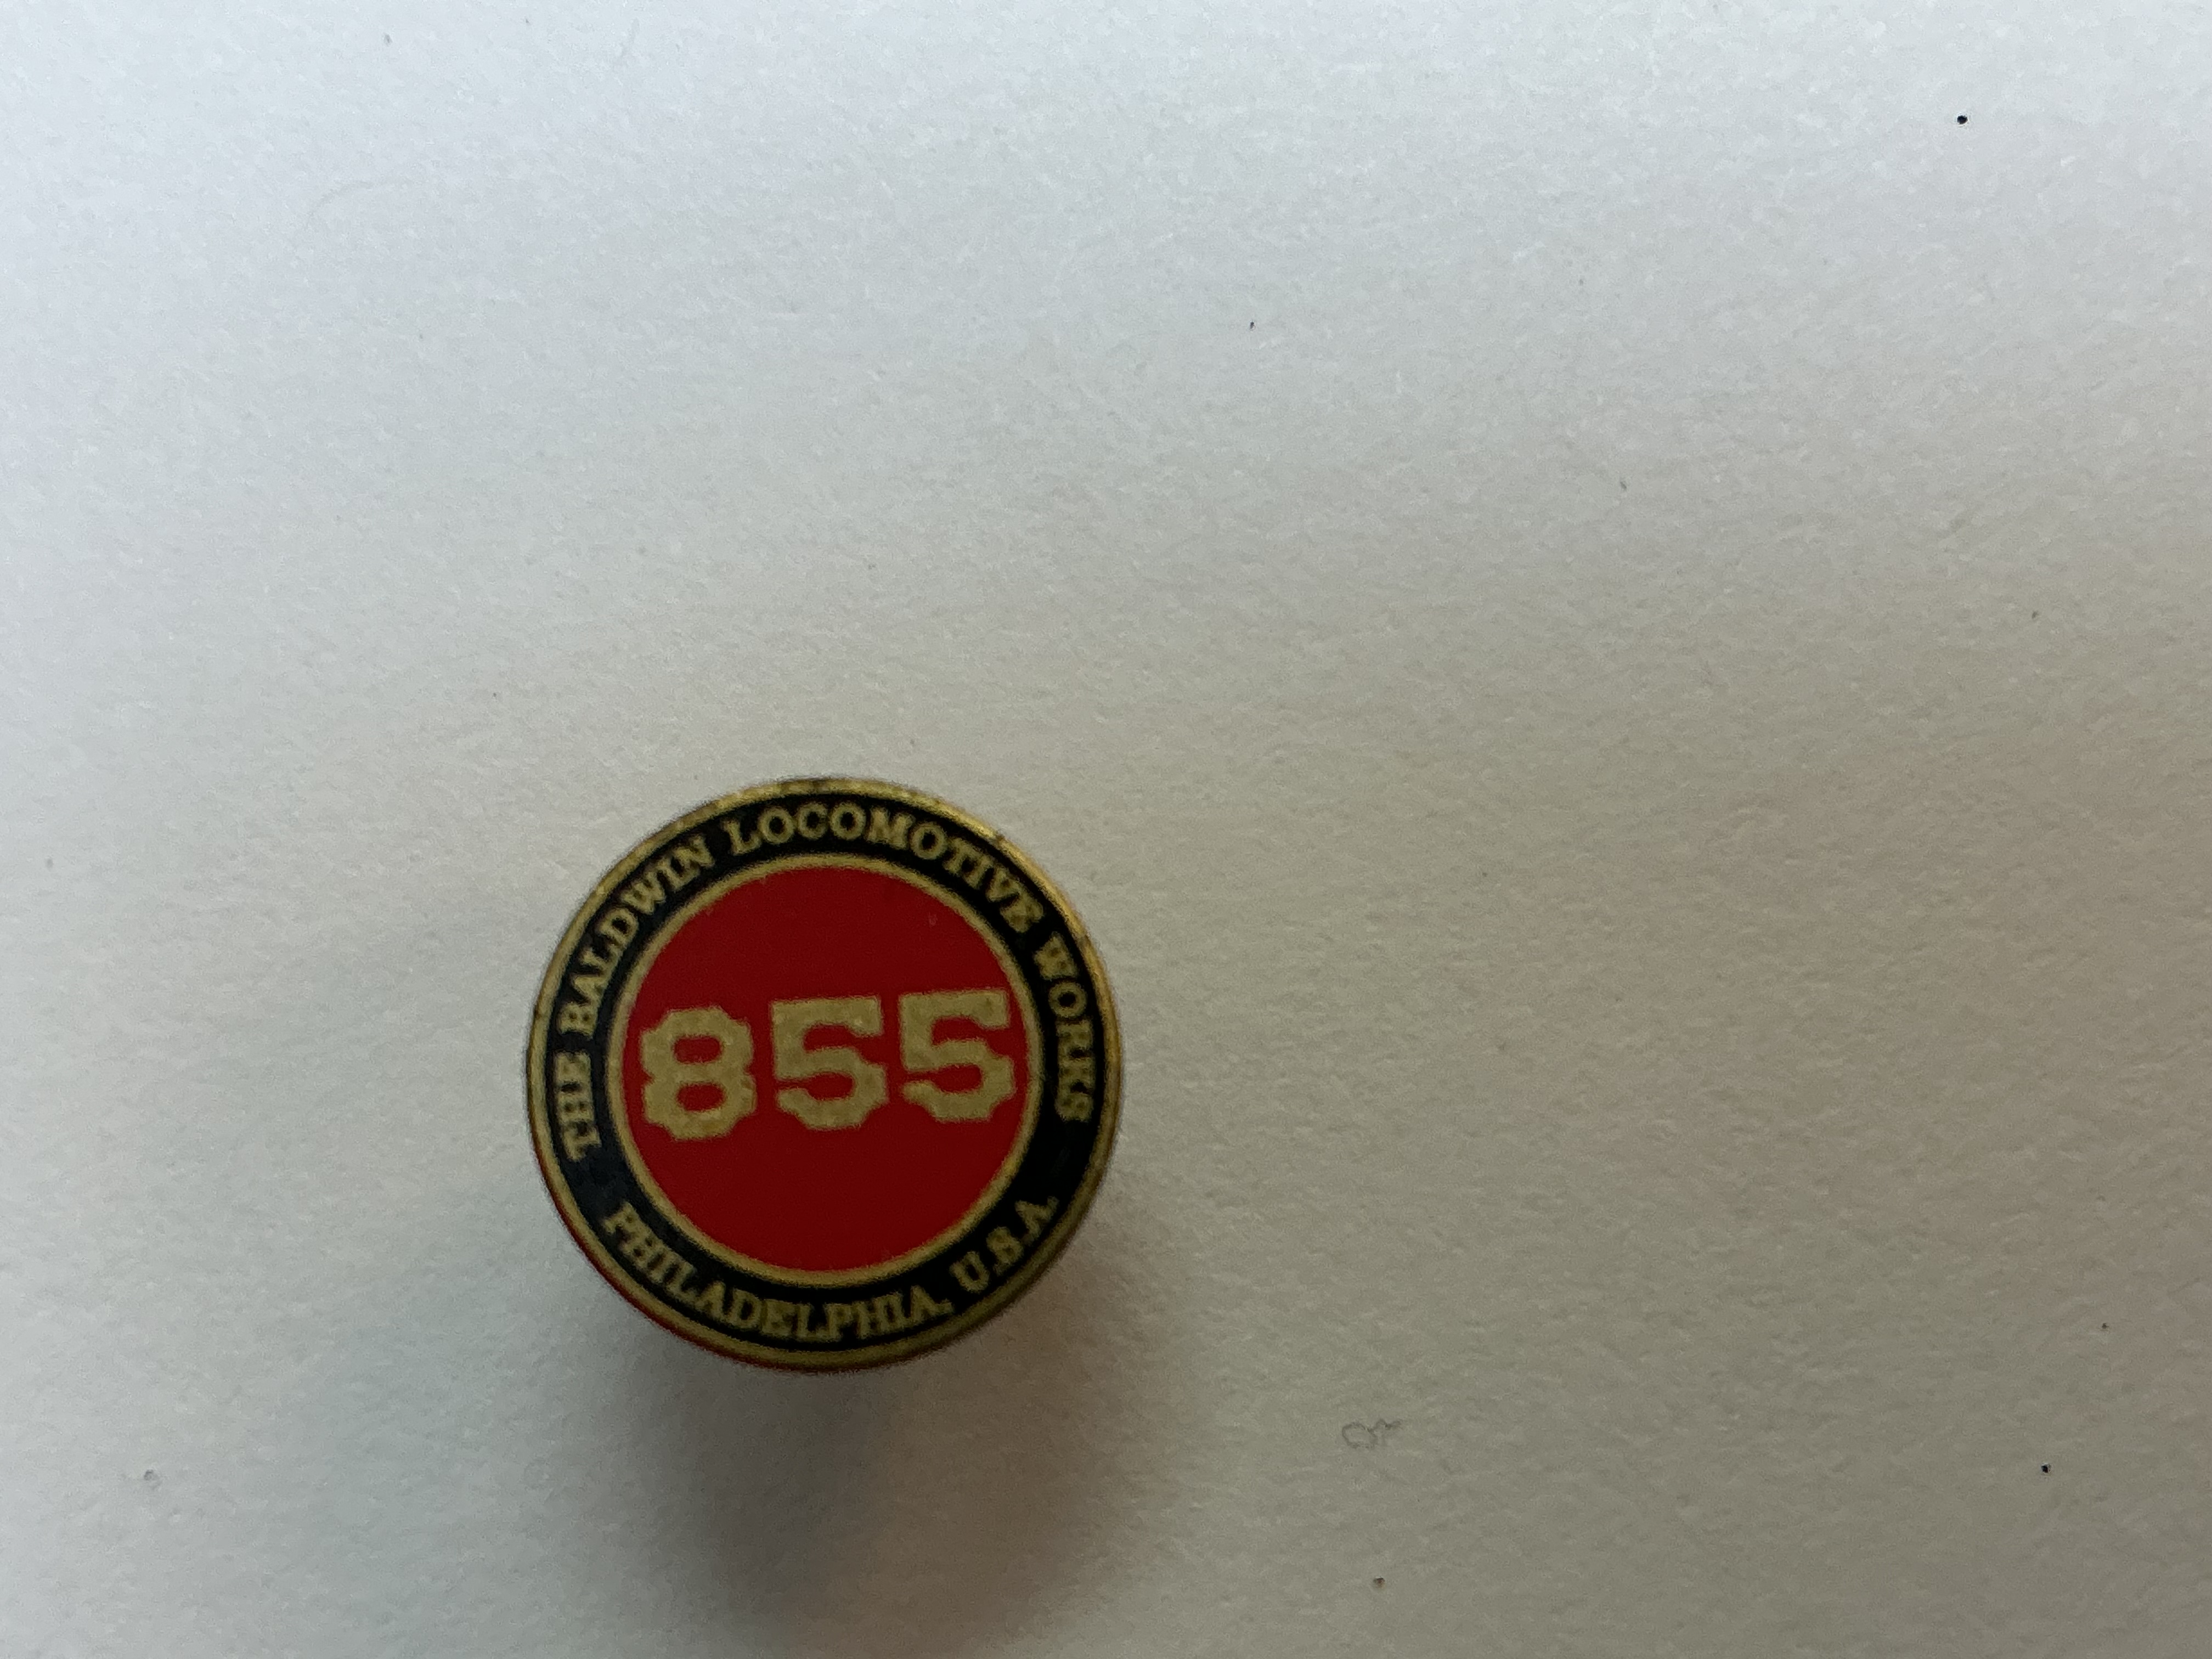 THE BALDWIN LOCOMOTIVE WORKS
855
PHILADELPHIA, U.S.A.